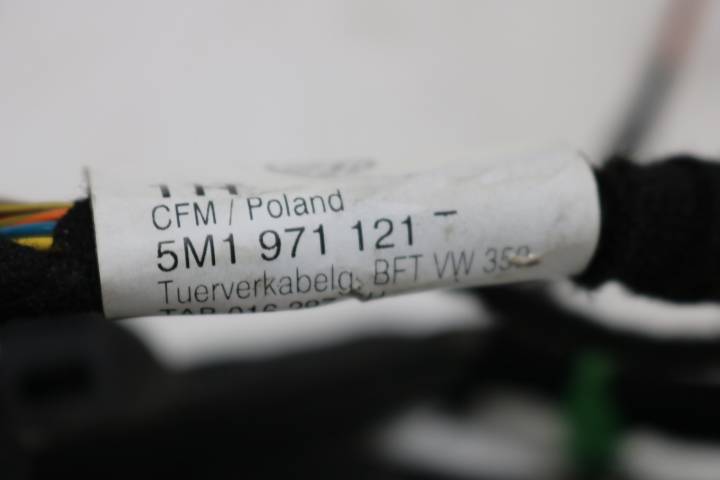 CFM / Poland
5M1 971 121 -
Tuerverkabelg. BFT VW